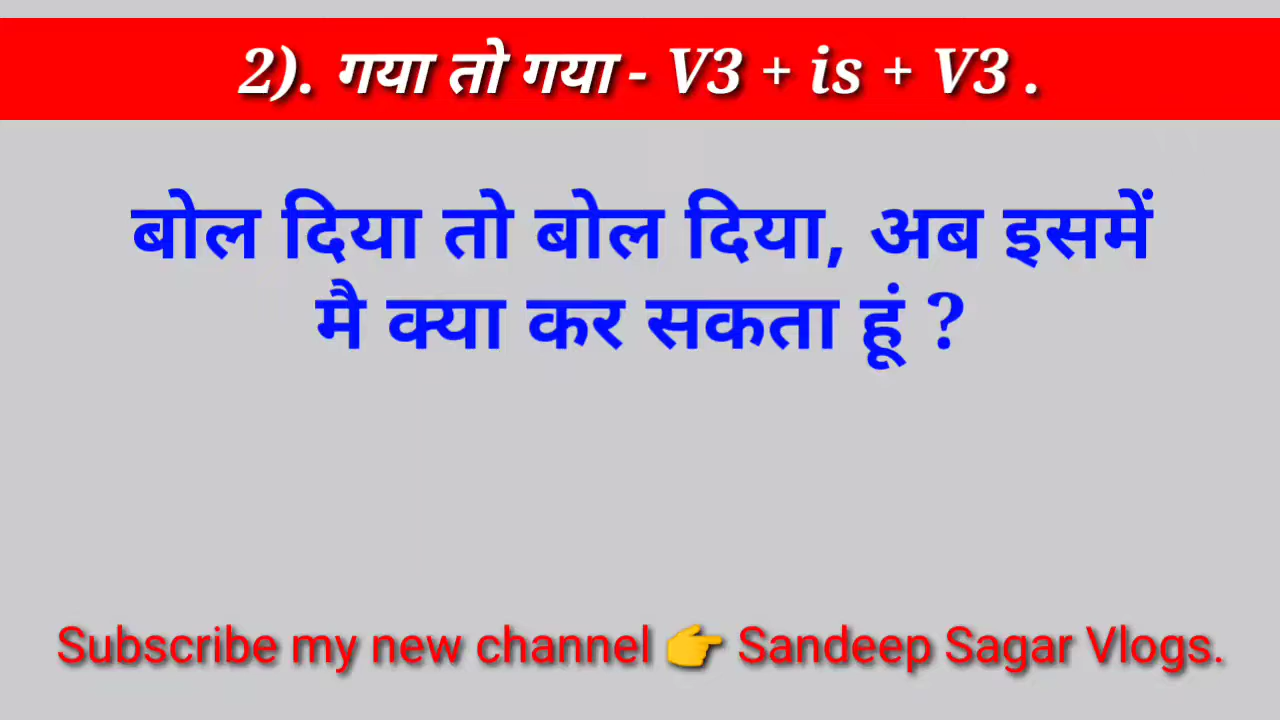 2). गया तो गया - V3 + is + V3 .
बोल दिया तो बोल दिया, अब इसमें
मै क्या कर सकता हूं ?
Subscribe my new channel 👉 Sandeep Sagar Vlogs.